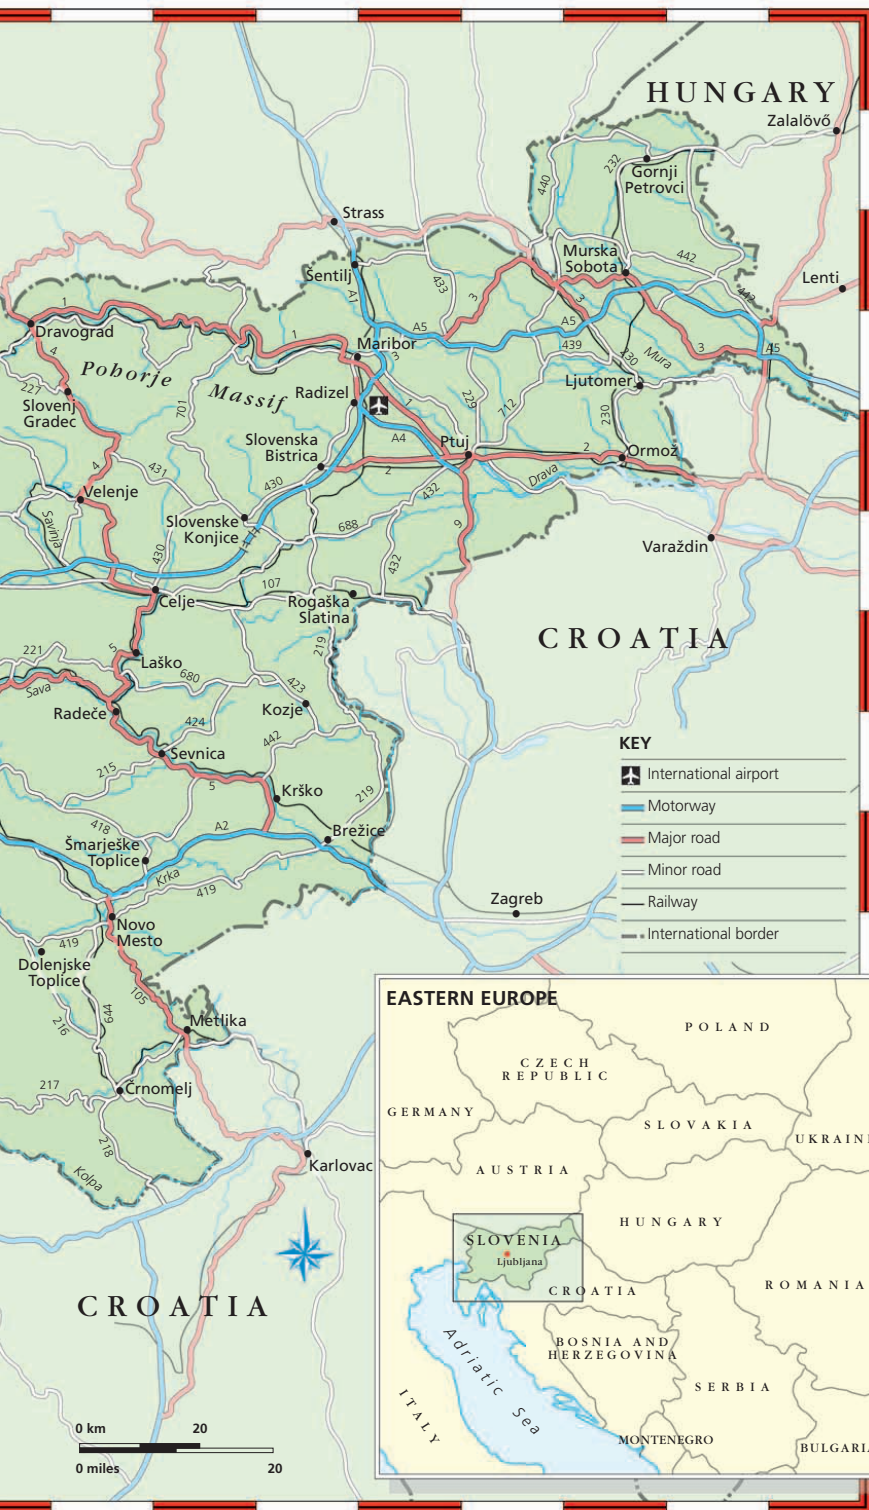 HUNGARY
Zalalövő
232
Gornji
Petrovci
440
Strass
Murska
Sobota
442
Šentilj
433
Lenti
A1
3
3
442
1
Dravograd
A5
A5
1
Maribor
439
3
A5
4
3
430
Mura
Pohorje
Massif
Radizel
Ljutomer
227
Slovenj
Gradec
701
1
229
712
230
Slovenska
Bistrica
A4
Ptuj
2
Ormož
4
431
2
Drava
Velenje
430
432
Savinja
Slovenske
Konjice
688
9
A1
Varaždin
430
432
107
Celje
Rogaška
Slatina
CROATIA
5
219
221
Laško
680
423
Sava
Radeče
Kozje
424
442
KEY
Sevnica
215
International airport
5
Krško
219
Motorway
418
A2
Brežice
Major road
Šmarješke
Toplice
Minor road
Krka
419
Zagreb
Railway
Novo
Mesto
419
International border
Dolenjske
Toplice
105
EASTERN EUROPE
644
216
Metlika
POLAND
CZECH
REPUBLIC
217
Črnomelj
GERMANY
SLOVAKIA
UKRAIN
218
Karlovac
AUSTRIA
Kolpa
HUNGARY
SLOVENIA
Ljubljana
CROATIA
ROMANIA
CROATIA
BOSNIA AND
HERZEGOVINA
Adriatic Sea
SERBIA
ITALY
0 km 20
MONTENEGRO
BULGARI
0 miles 20